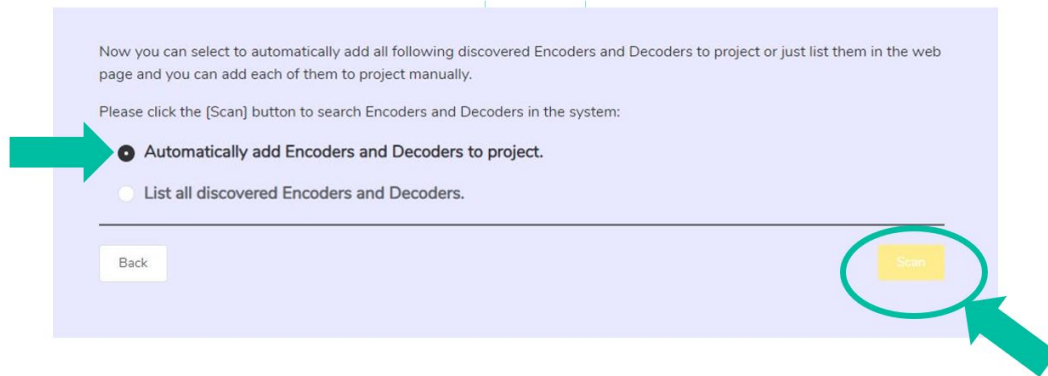 Now you can select to automatically add all following discovered Encoders and Decoders to project or just list them in the web
page and you can add each of them to project manually.
Please click the [Scan] button to search Encoders and Decoders in the system:
Automatically add Encoders and Decoders to project.
List all discovered Encoders and Decoders.
Back
Scan